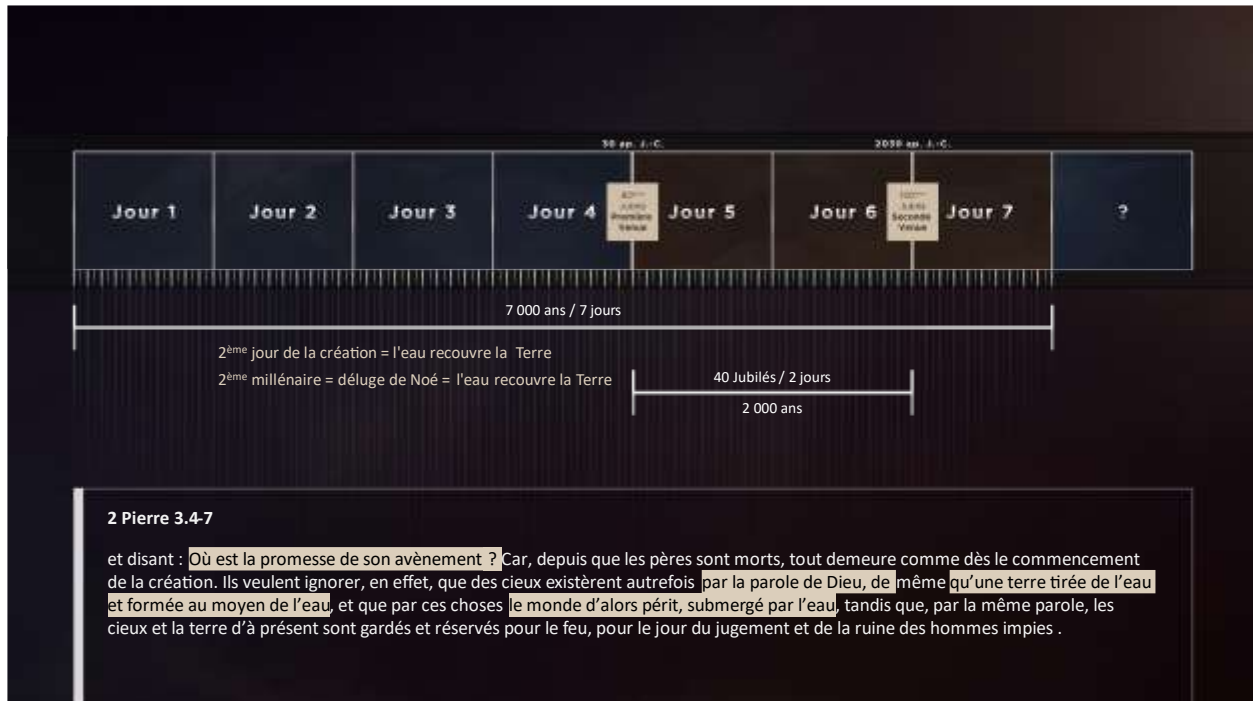 30 ap. J.-C.
2030 ap. J.-C.
Jour 1
Jour 2
Jour 3
Jour 4
Première
Venue
Jour 5
Jour 6
Seconde
Venue
Jour 7
?
7 000 ans / 7 jours
2ème jour de la création = l'eau recouvre la Terre
2ème millénaire = déluge de Noé = l'eau recouvre la Terre
40 Jubilés / 2 jours
2 000 ans
2 Pierre 3.4-7
et disant : Où est la promesse de son avènement ? Car, depuis que les pères sont morts, tout demeure comme dès le commencement
de la création. Ils veulent ignorer, en effet, que des cieux existèrent autrefois par la parole de Dieu, de même qu’une terre tirée de l’eau
et formée au moyen de l’eau, et que par ces choses le monde d’alors périt, submergé par l’eau, tandis que, par la même parole, les
cieux et la terre d’à présent sont gardés et réservés pour le feu, pour le jour du jugement et de la ruine des hommes impies .